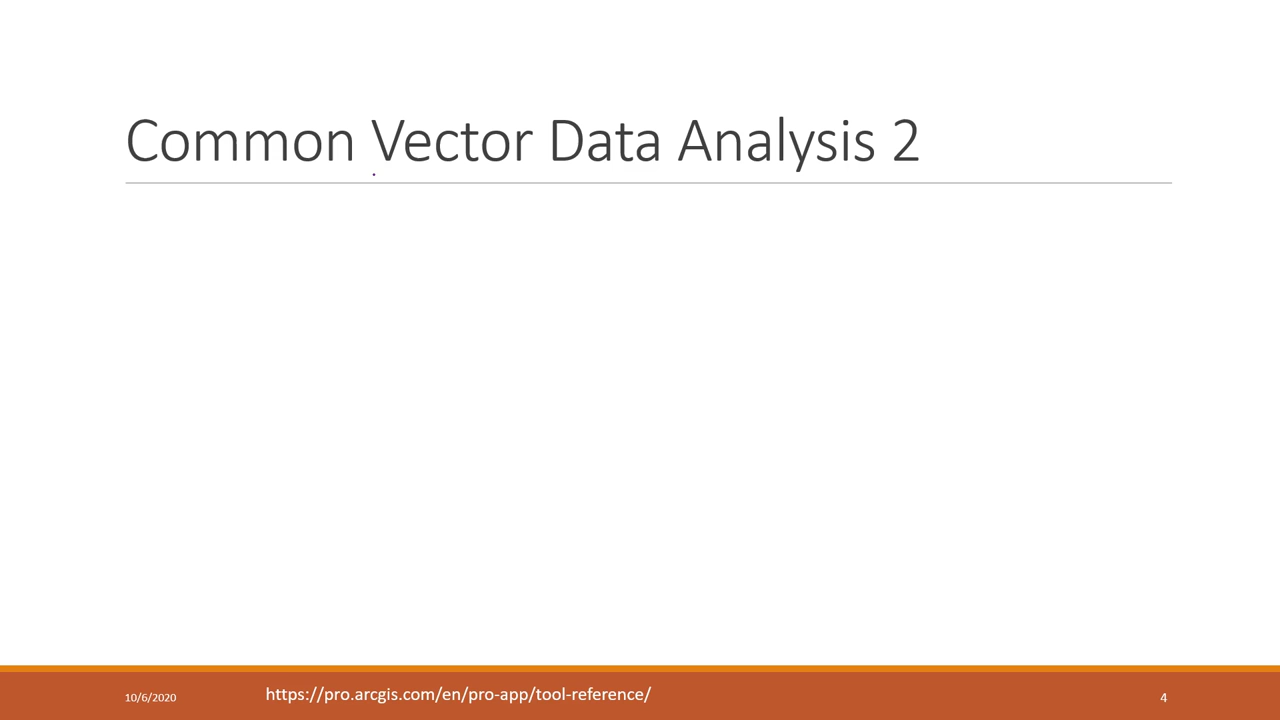 Common Vector Data Analysis 2
10/6/2020
https://pro.arcgis.com/en/pro-app/tool-reference/
4